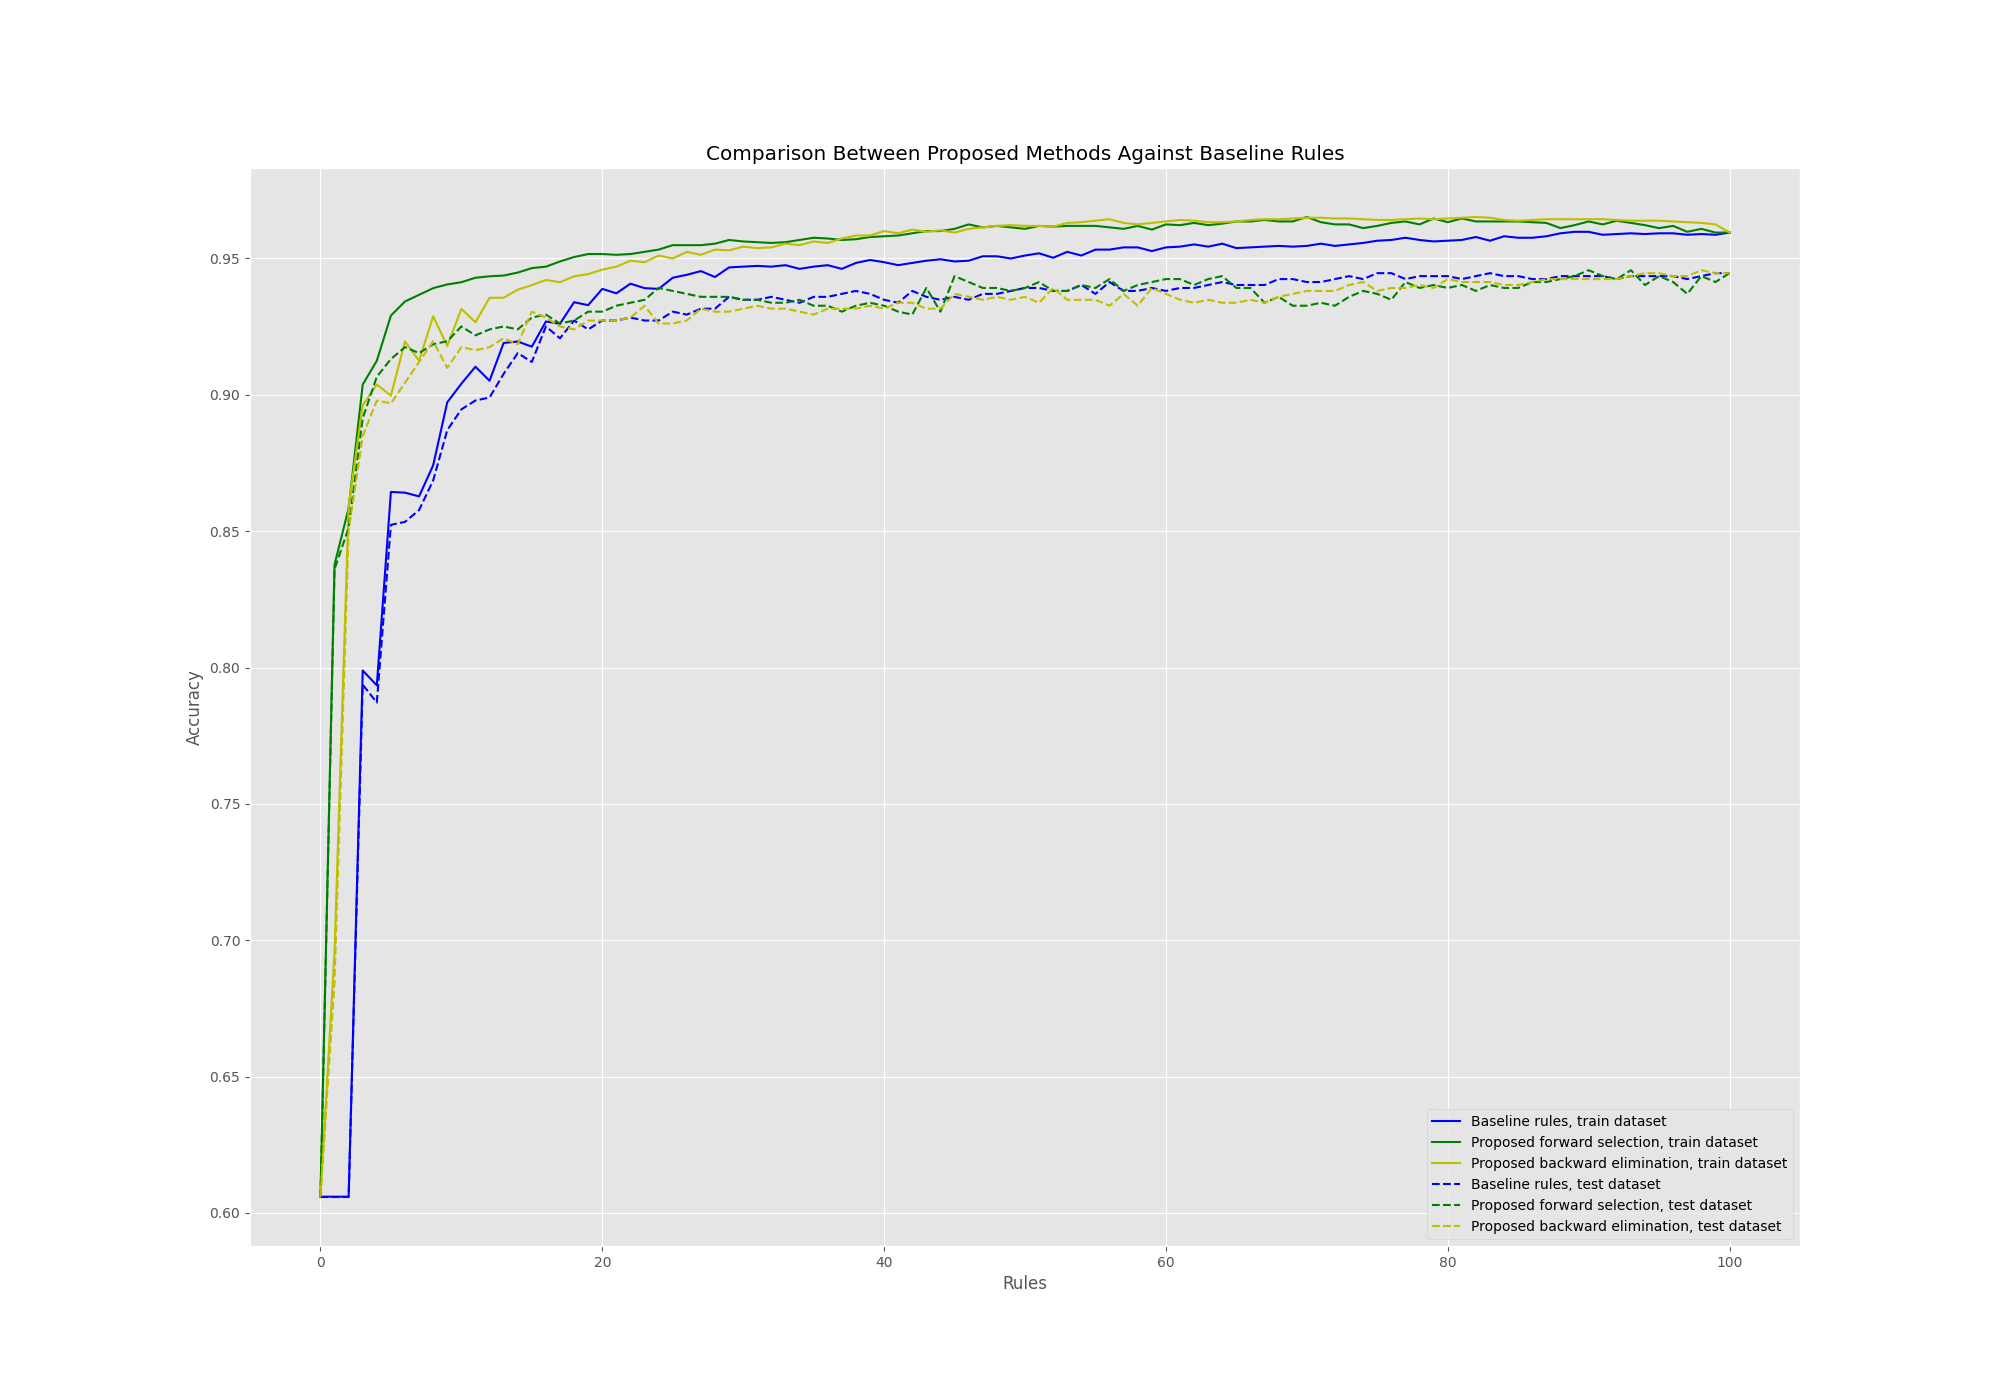 Comparison Between Proposed Methods Against Baseline Rules
Accuracy
0.95
0.90
0.85
0.80
0.75
0.70
0.65
0.60
0 20 40 60 80 100
Rules
Baseline rules, train dataset
Proposed forward selection, train dataset
Proposed backward elimination, train dataset
Baseline rules, test dataset
Proposed forward selection, test dataset
Proposed backward elimination, test dataset